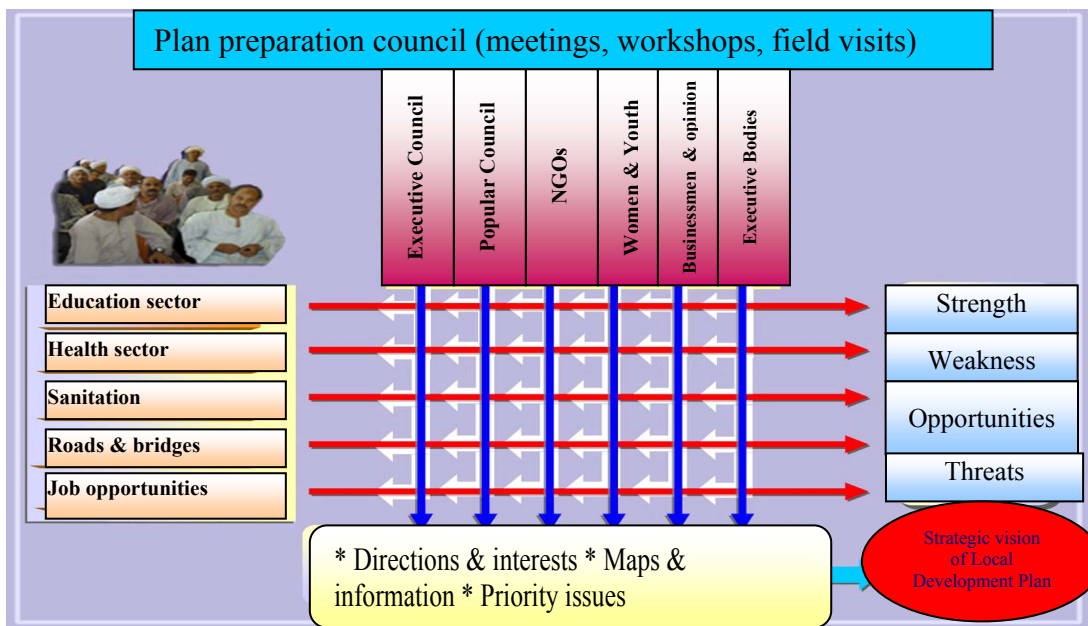 Plan preparation council (meetings, workshops, field visits)
Executive Council
Popular Council
NGOs
Women & Youth
Businessmen & opinion
Executive Bodies
Education sector
Health sector
Sanitation
Roads & bridges
Job opportunities
Strength
Weakness
Opportunities
Threats
* Directions & interests * Maps &
information * Priority issues
Strategic vision
of Local
Development Plan